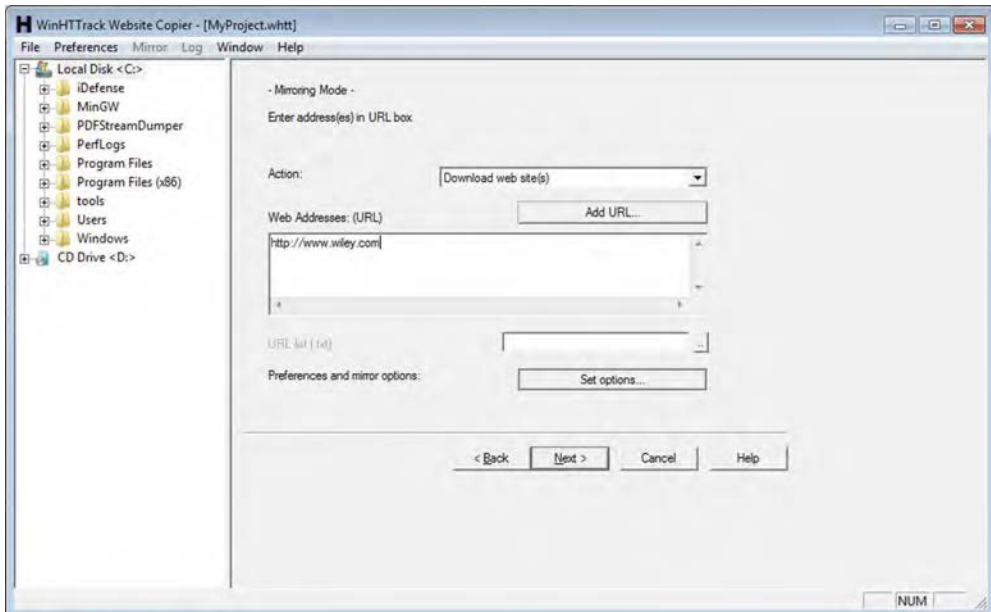 WinHTTrack Website Copier - [MyProject.whtt]
File Preferences Mirror Log Window Help
Local Disk <C:>
iDefense
MinGW
PDFStreamDumper
PerfLogs
Program Files
Program Files (x86)
tools
Users
Windows
CD Drive <D:>
- Mirroring Mode -
Enter address(es) in URL box
Action:
Download web site(s)
Add URL...
Web Addresses: (URL)
http://www.wiley.com
URL list (.txt)
..
Preferences and mirror options:
Set options...
< Back
Next >
Cancel
Help
NUM